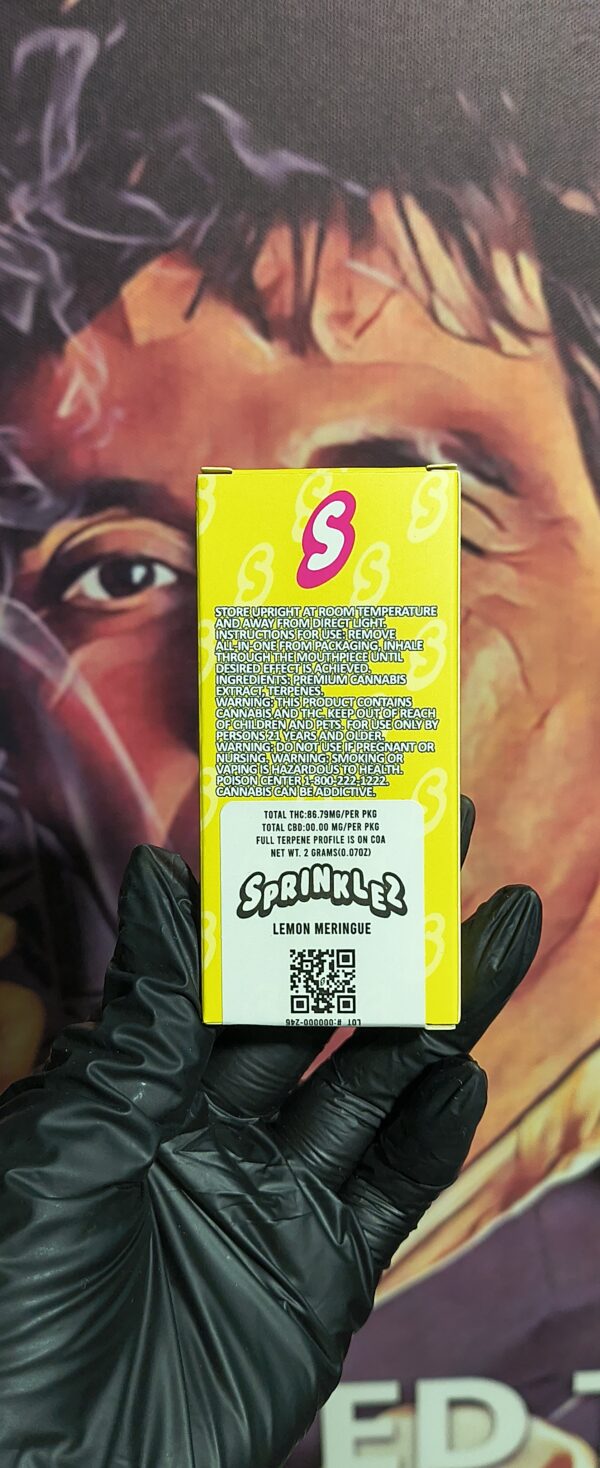 S
STORE UPRIGHT AT ROOM TEMPERATURE
AND AWAY FROM DIRECT LIGHT.
INSTRUCTIONS FOR USE: REMOVE
ALL-IN-ONE FROM PACKAGING, INHALE
THROUGH THE MOUTHPIECE UNTIL
DESIRED EFFECT IS ACHIEVED.
INGREDIENTS: PREMIUM CANNABIS
EXTRACT, TERPENES.
WARNING: THIS PRODUCT CONTAINS
CANNABIS AND THC. KEEP OUT OF REACH
OF CHILDREN AND PETS. FOR USE ONLY BY
PERSONS 21 YEARS AND OLDER.
WARNING: DO NOT USE IF PREGNANT OR
NURSING. WARNING: SMOKING OR
VAPING IS HAZARDOUS TO HEALTH.
POISON CENTER 1-800-222-1222.
CANNABIS CAN BE ADDICTIVE.
TOTAL THC:86.79MG/PER PKG
TOTAL CBD:00.00 MG/PER PKG
FULL TERPENE PROFILE IS ON COA
NET WT. 2 GRAMS(0.07OZ)
SPRINKLEZ
LEMON MERINGUE
LOT #:000000-246
ED T